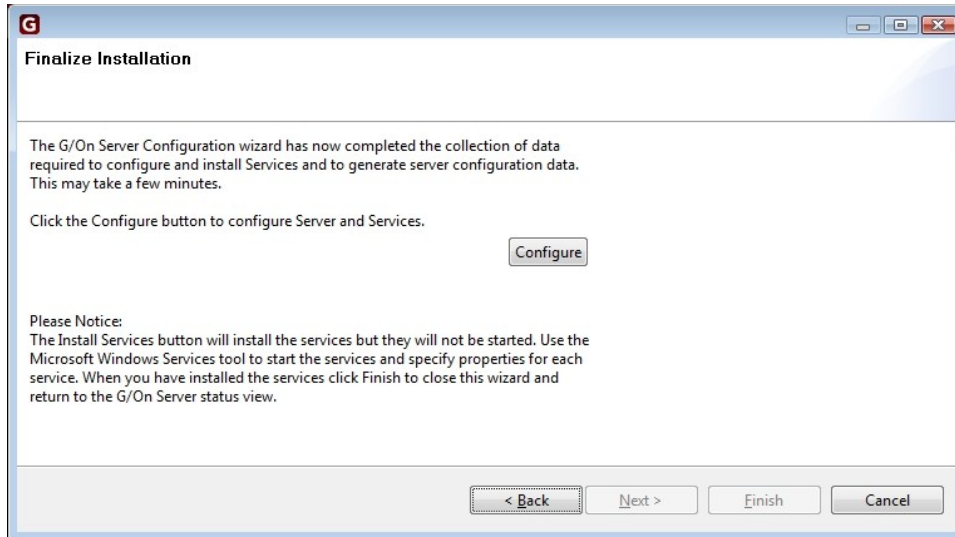 G
Finalize Installation
The G/On Server Configuration wizard has now completed the collection of data
required to configure and install Services and to generate server configuration data.
This may take a few minutes.
Click the Configure button to configure Server and Services.
Configure
Please Notice:
The Install Services button will install the services but they will not be started. Use the
Microsoft Windows Services tool to start the services and specify properties for each
service. When you have installed the services click Finish to close this wizard and
return to the G/On Server status view.
< Back Next > Finish Cancel